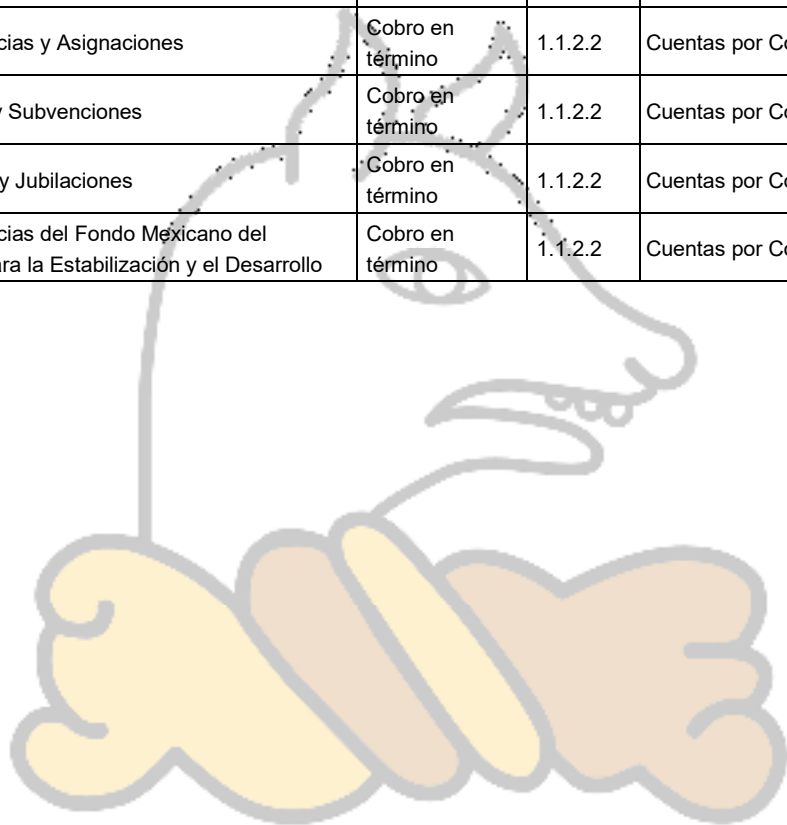 cias y Asignaciones
Cobro en
término
1.1.2.2
Cuentas por Co
y Subvenciones
Cobro en
término
1.1.2.2
Cuentas por Co
y Jubilaciones
Cobro en
término
1.1.2.2
Cuentas por Co
cias del Fondo Mexicano del
ara la Estabilización y el Desarrollo
Cobro en
término
1.1.2.2
Cuentas por Co